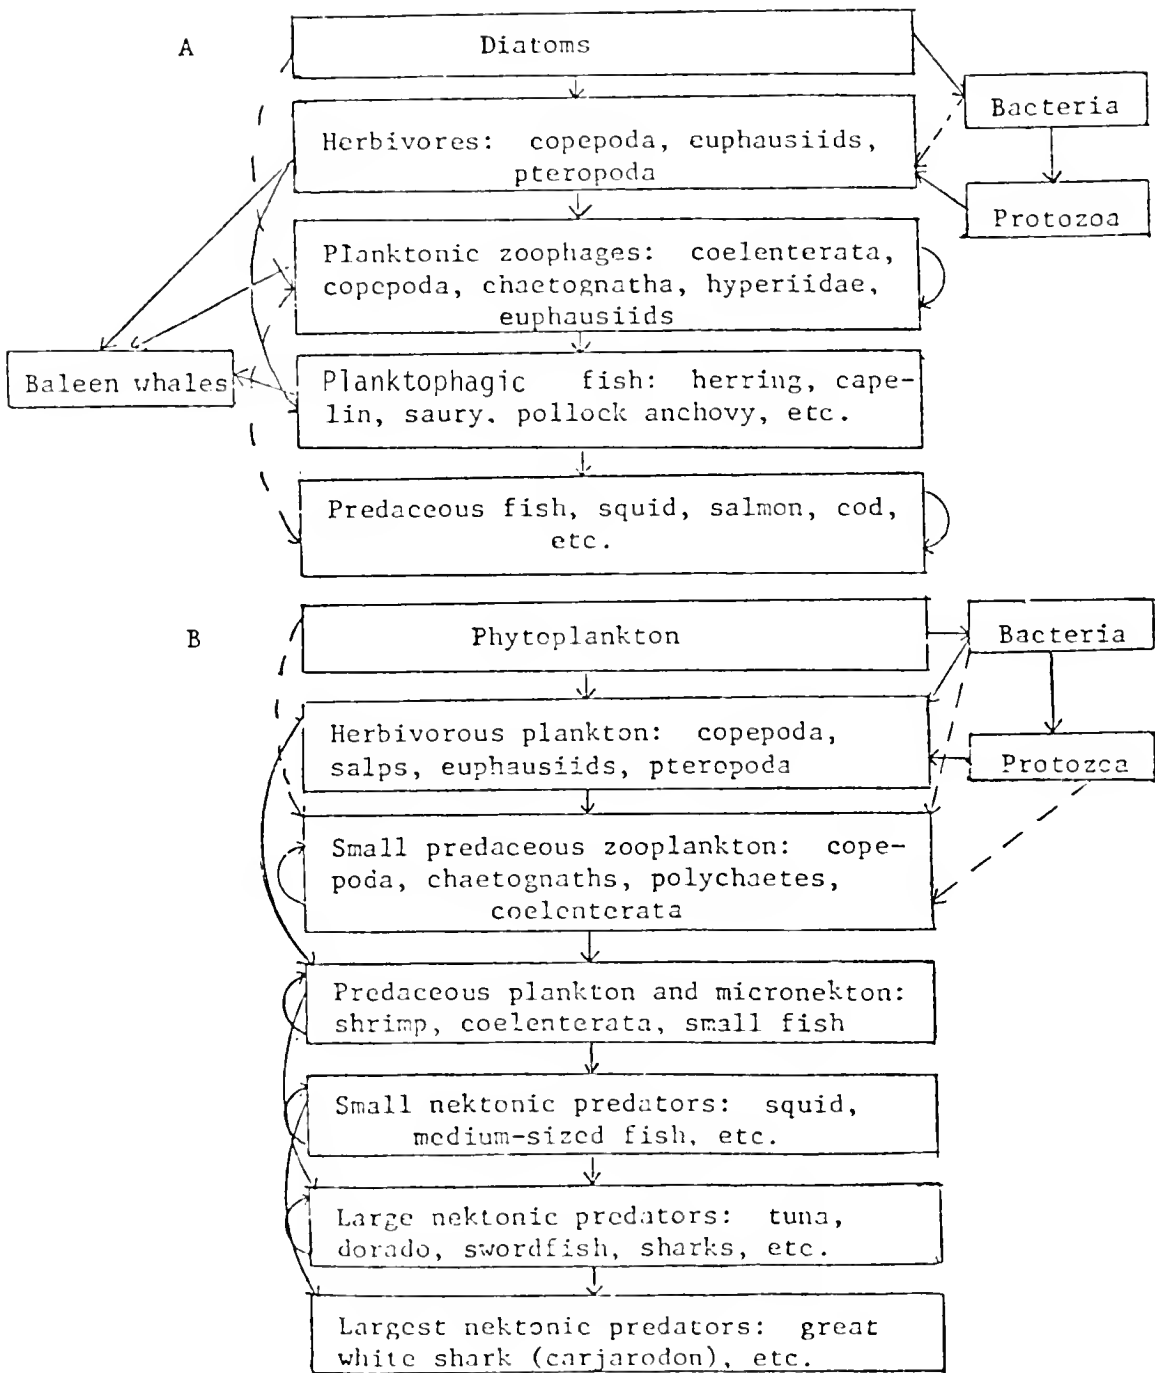 A
Diatoms
Bacteria
Herbivores: copepoda, euphausiids,
pteropoda
Protozoa
Planktonic zoophages: coelenterata,
copepoda, chaetognatha, hyperiidae,
euphausiids
Baleen whales
Planktophagic fish: herring, cape-
lin, saury. pollock anchovy, etc.
Predaceous fish, squid, salmon, cod,
etc.
B
Phytoplankton
Bacteria
Herbivorous plankton: copepoda,
salps, euphausiids, pteropoda
Protozoa
Small predaceous zooplankton: cope-
poda, chaetognaths, polychaetes,
coelenterata
Predaceous plankton and micronekton:
shrimp, coelenterata, small fish
Small nektonic predators: squid,
medium-sized fish, etc.
Large nektonic predators: tuna,
dorado, swordfish, sharks, etc.
Largest nektonic predators: great
white shark (carjarodon), etc.